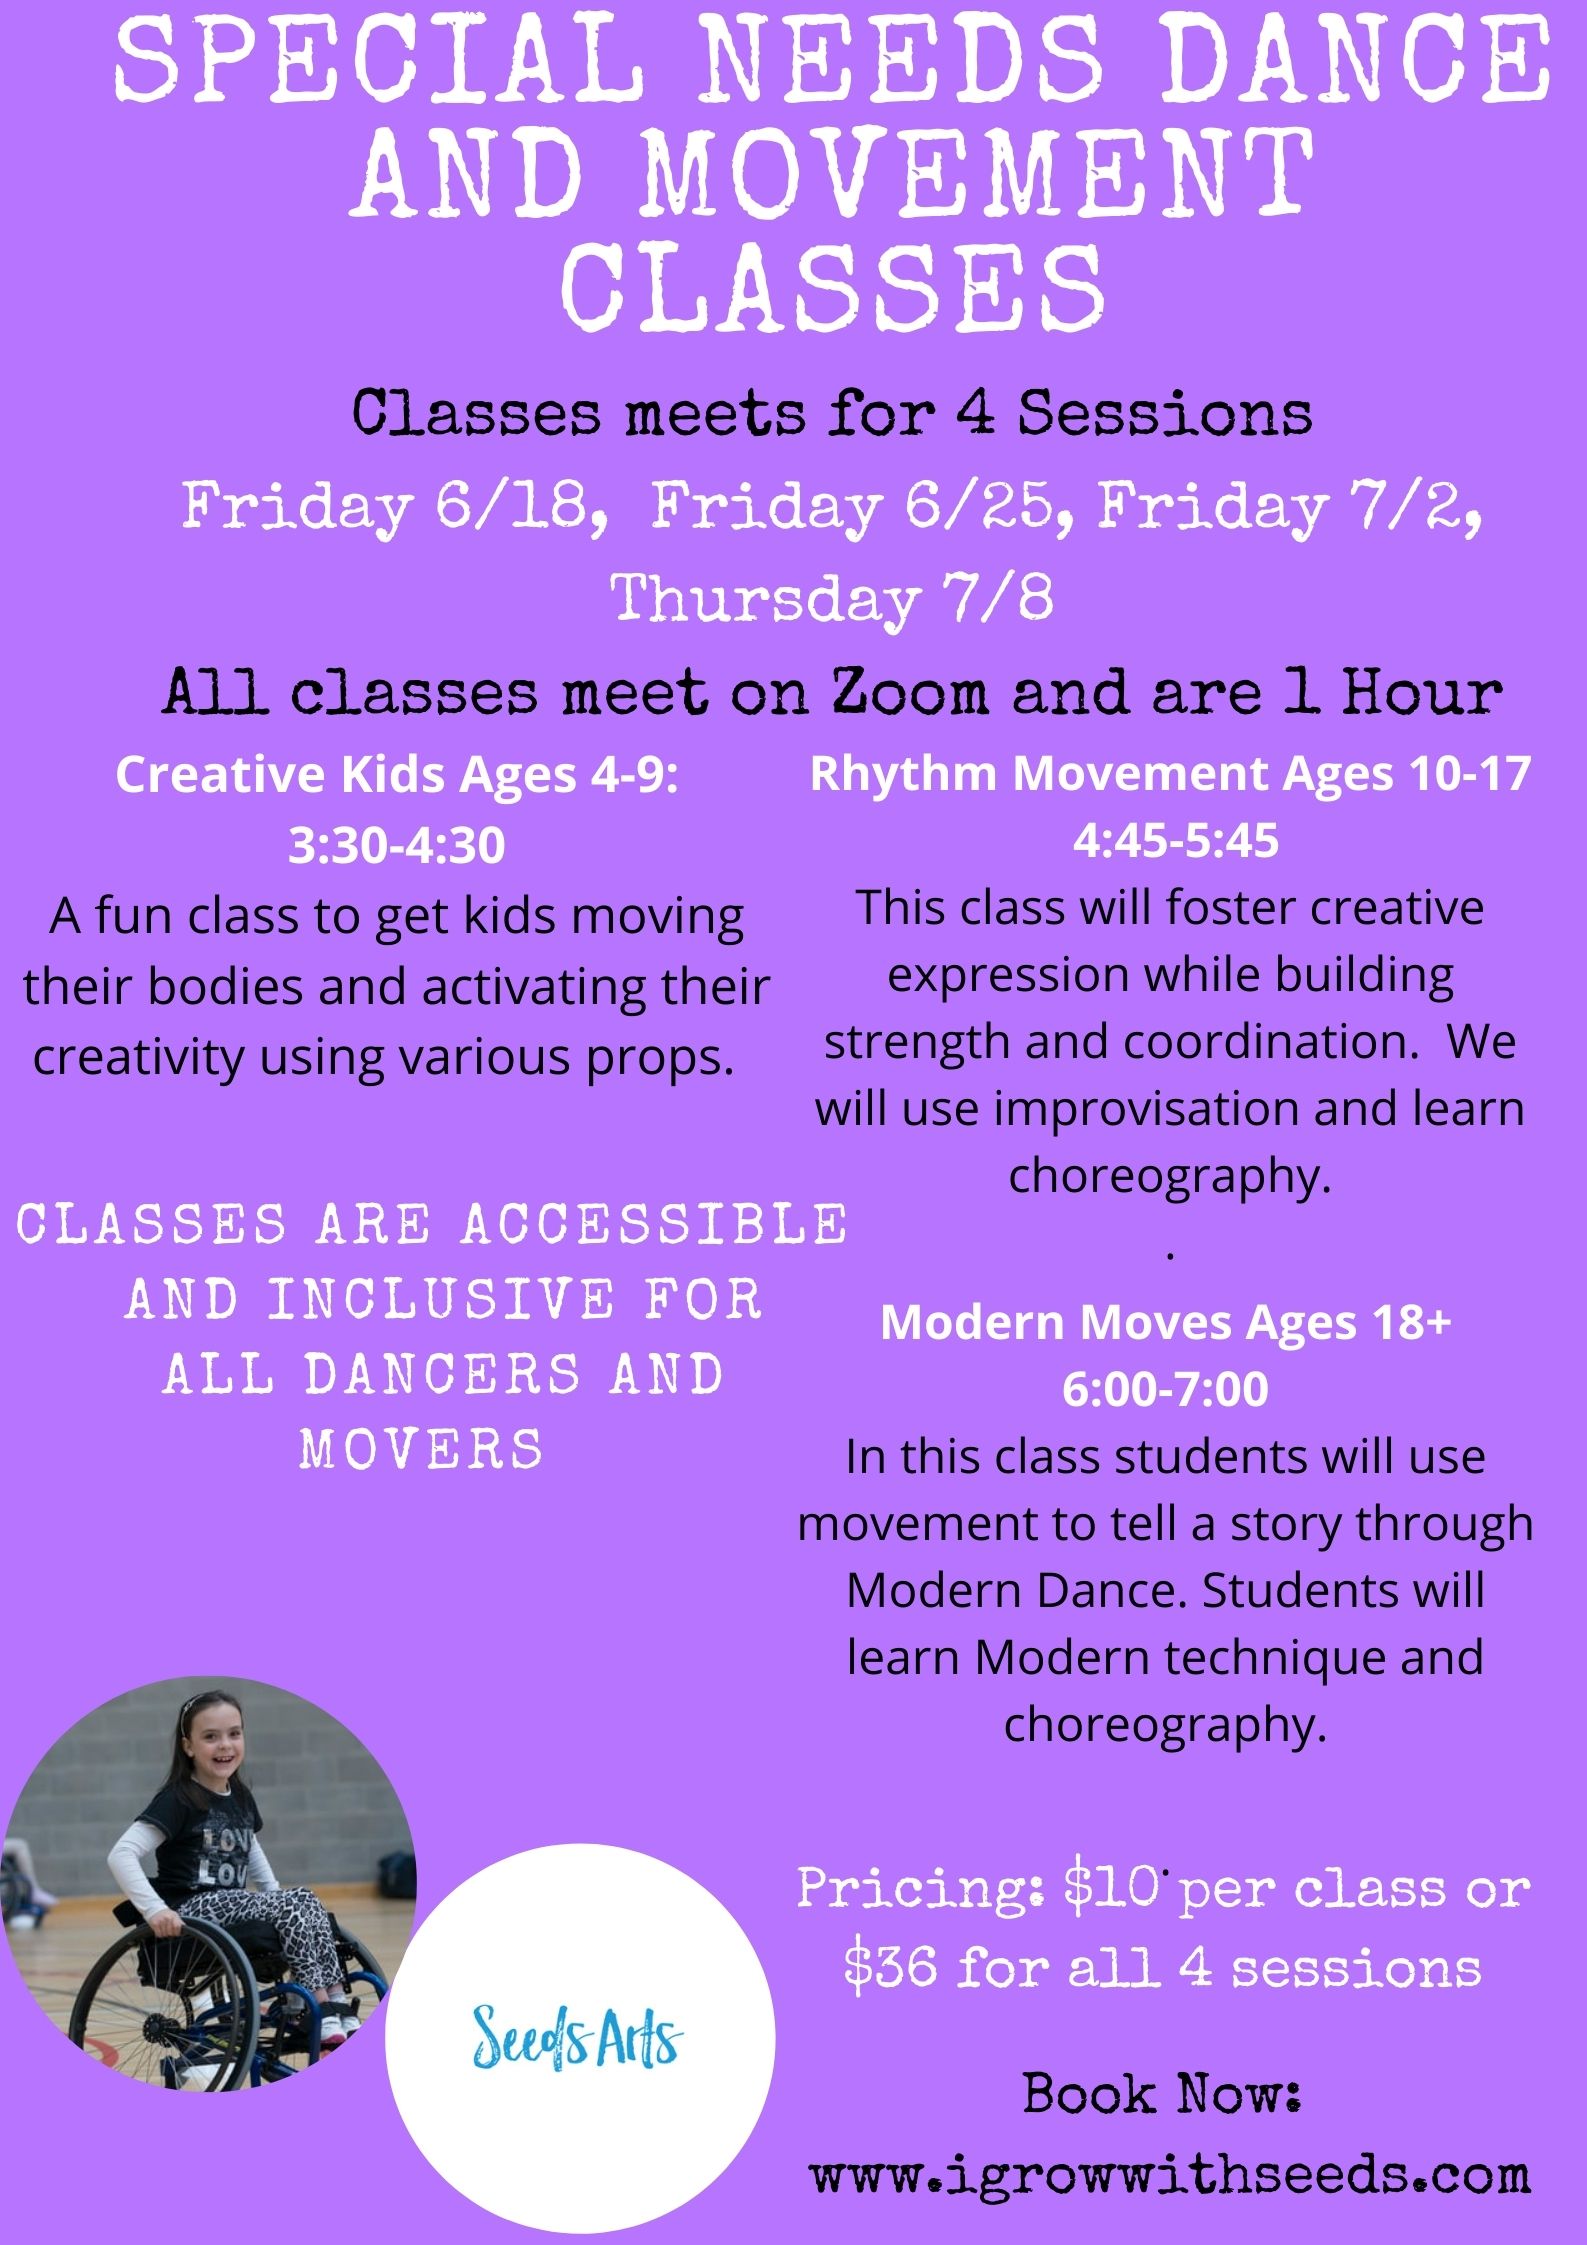 SPECIAL NEEDS DANCE
AND MOVEMENT
CLASSES
Classes meets for 4 Sessions
Friday 6/18, Friday 6/25, Friday 7/2,
Thursday 7/8
All classes meet on Zoom and are 1 Hour
Creative Kids Ages 4-9:
3:30-4:30
A fun class to get kids moving
their bodies and activating their
creativity using various props.
CLASSES ARE ACCESSIBLE
AND INCLUSIVE FOR
ALL DANCERS AND
MOVERS
Rhythm Movement Ages 10-17
4:45-5:45
This class will foster creative
expression while building
strength and coordination. We
will use improvisation and learn
choreography.
.
Modern Moves Ages 18+
6:00-7:00
In this class students will use
movement to tell a story through
Modern Dance. Students will
learn Modern technique and
choreography.
.
LOVE
Seeds Arts
Pricing: $10 per class or
$36 for all 4 sessions
Book Now:
www.igrowwithseeds.com